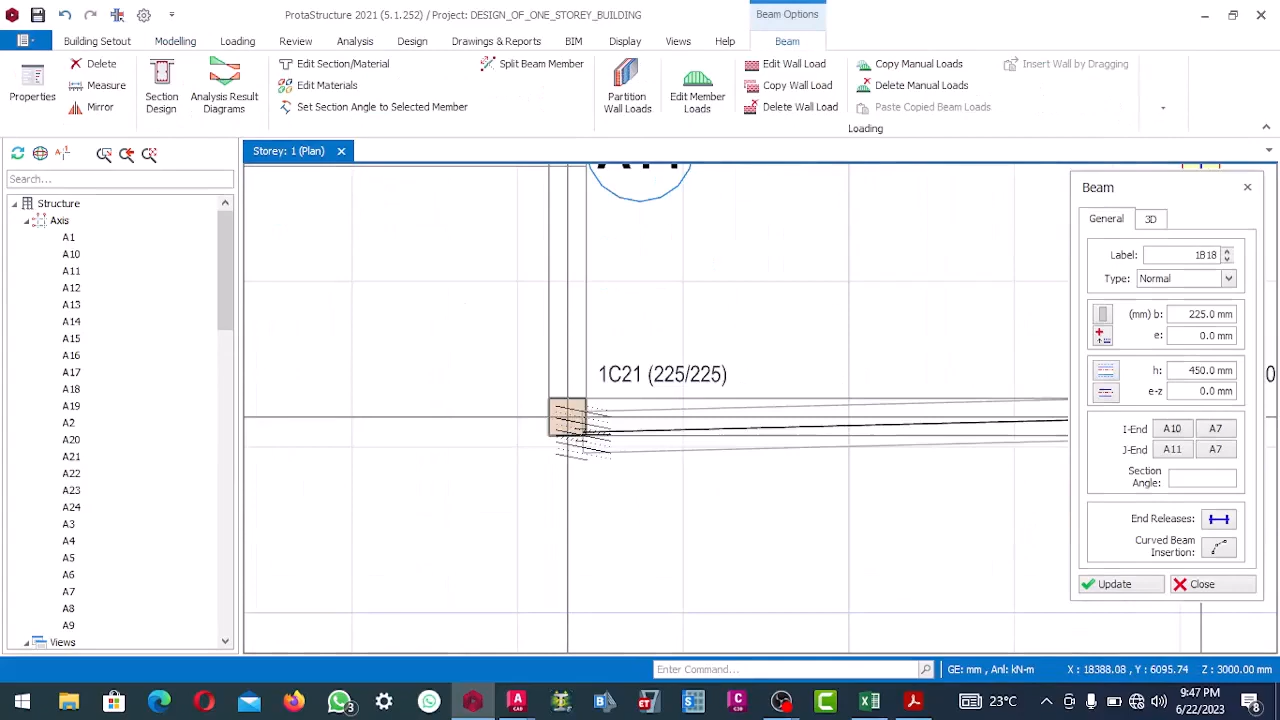 ProtaStructure 2021 (5.1.252) / Project: DESIGN_OF_ONE_STOREY_BUILDING
Beam Options
Building Setout Modelling Loading Review Analysis Design Drawings & Reports BIM Display Views Help Beam
Properties
Delete
Measure
Mirror
Section Design
Analysis Result Diagrams
Edit Section/Material
Edit Materials
Set Section Angle to Selected Member
Split Beam Member
Partition Wall Loads
Edit Member Loads
Edit Wall Load
Copy Wall Load
Delete Wall Load
Copy Manual Loads
Delete Manual Loads
Paste Copied Beam Loads
Insert Wall by Dragging
Loading
Storey: 1 (Plan)
Search...
Structure
Axis
A1
A10
A11
A12
A13
A14
A15
A16
A17
A18
A19
A2
A20
A21
A22
A23
A24
A3
A4
A5
A6
A7
A8
A9
Views
1C21 (225/225)
Beam
General 3D
Label: 1B18
Type: Normal
(mm) b: 225.0 mm
e: 0.0 mm
h: 450.0 mm
e-z: 0.0 mm
I-End A10 A7
J-End A11 A7
Section Angle:
End Releases:
Curved Beam Insertion:
Update Close
Enter Command...
GE: mm, Anl: kN-m
X : 18388.08) , Y : 6095.74 Z : 3000.00 mm
23°C
9:47 PM
6/22/2023